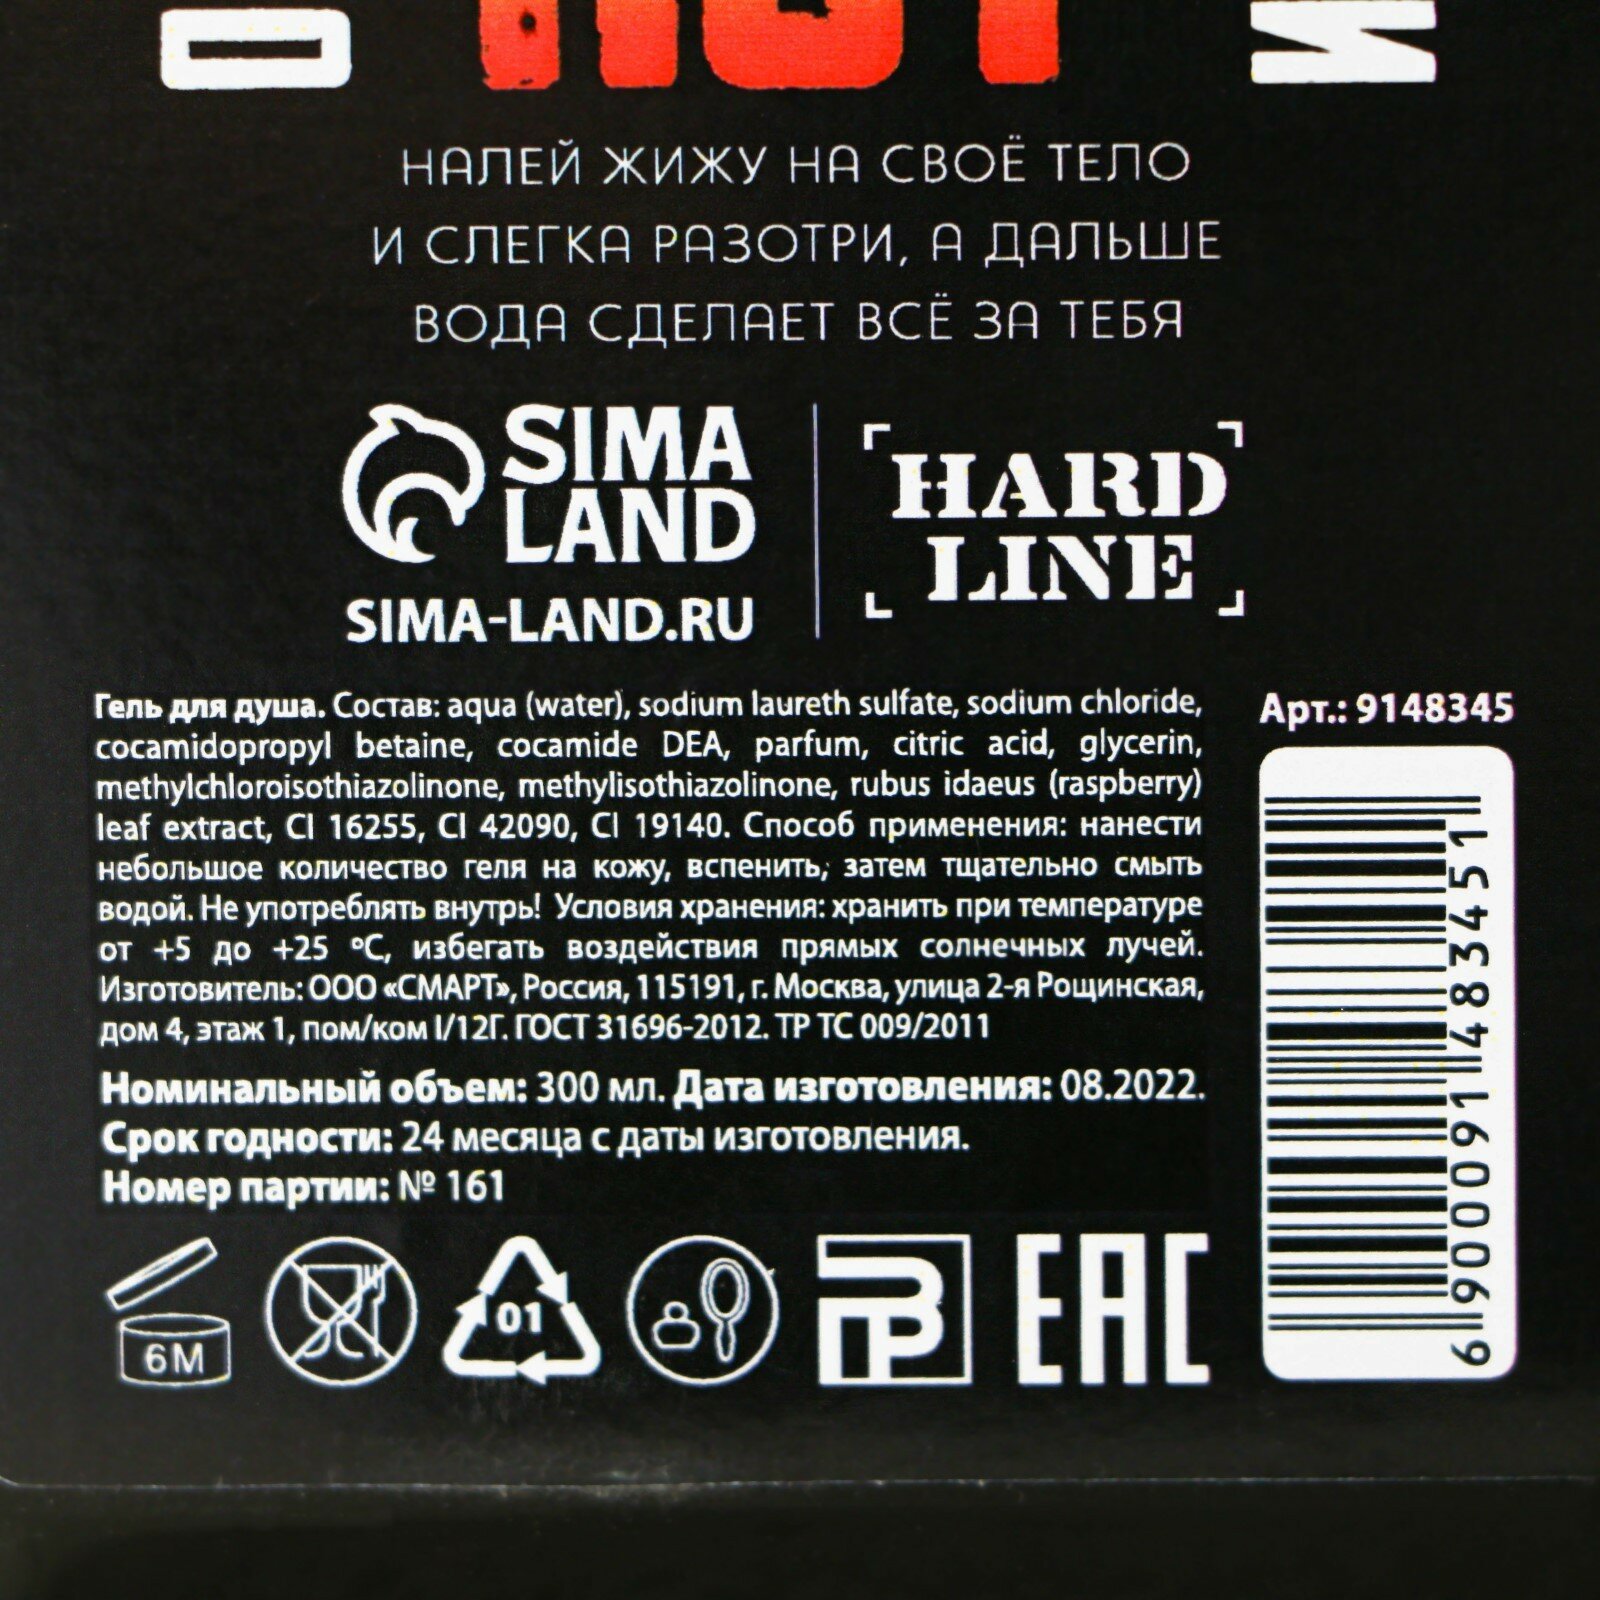 НАЛЕЙ ЖИЖУ НА СВОЁ ТЕЛО
И СЛЕГКА РАЗОТРИ, А ДАЛЬШЕ
ВОДА СДЕЛАЕТ ВСЁ ЗА ТЕБЯ
SIMA
LAND
SIMA-LAND.RU
HARD
LINE
Гель для душа. Состав: aqua (water), sodium laureth sulfate, sodium chloride,
cocamidopropyl betaine, cocamide DEA, parfum, citric acid, glycerin,
methylchloroisothiazolinone, methylisothiazolinone, rubus idaeus (raspberry)
leaf extract, CI 16255, CI 42090, CI 19140. Способ применения: нанести
небольшое количество геля на кожу, вспенить, затем тщательно смыть
водой. Не употреблять внутрь! Условия хранения: хранить при температуре
от +5 до +25 ºС, избегать воздействия прямых солнечных лучей.
Изготовитель: ООО «СМАРТ», Россия, 115191, г. Москва, улица 2-я Рощинская,
дом 4, этаж 1, пом/ком I/12Г. ГОСТ 31696-2012. ТР ТС 009/2011
Номинальный объем: 300 мл. Дата изготовления: 08.2022.
Срок годности: 24 месяца с даты изготовления.
Номер партии: № 161
Арт.: 9148345
6 900091 483451
6М
01
ЕАС